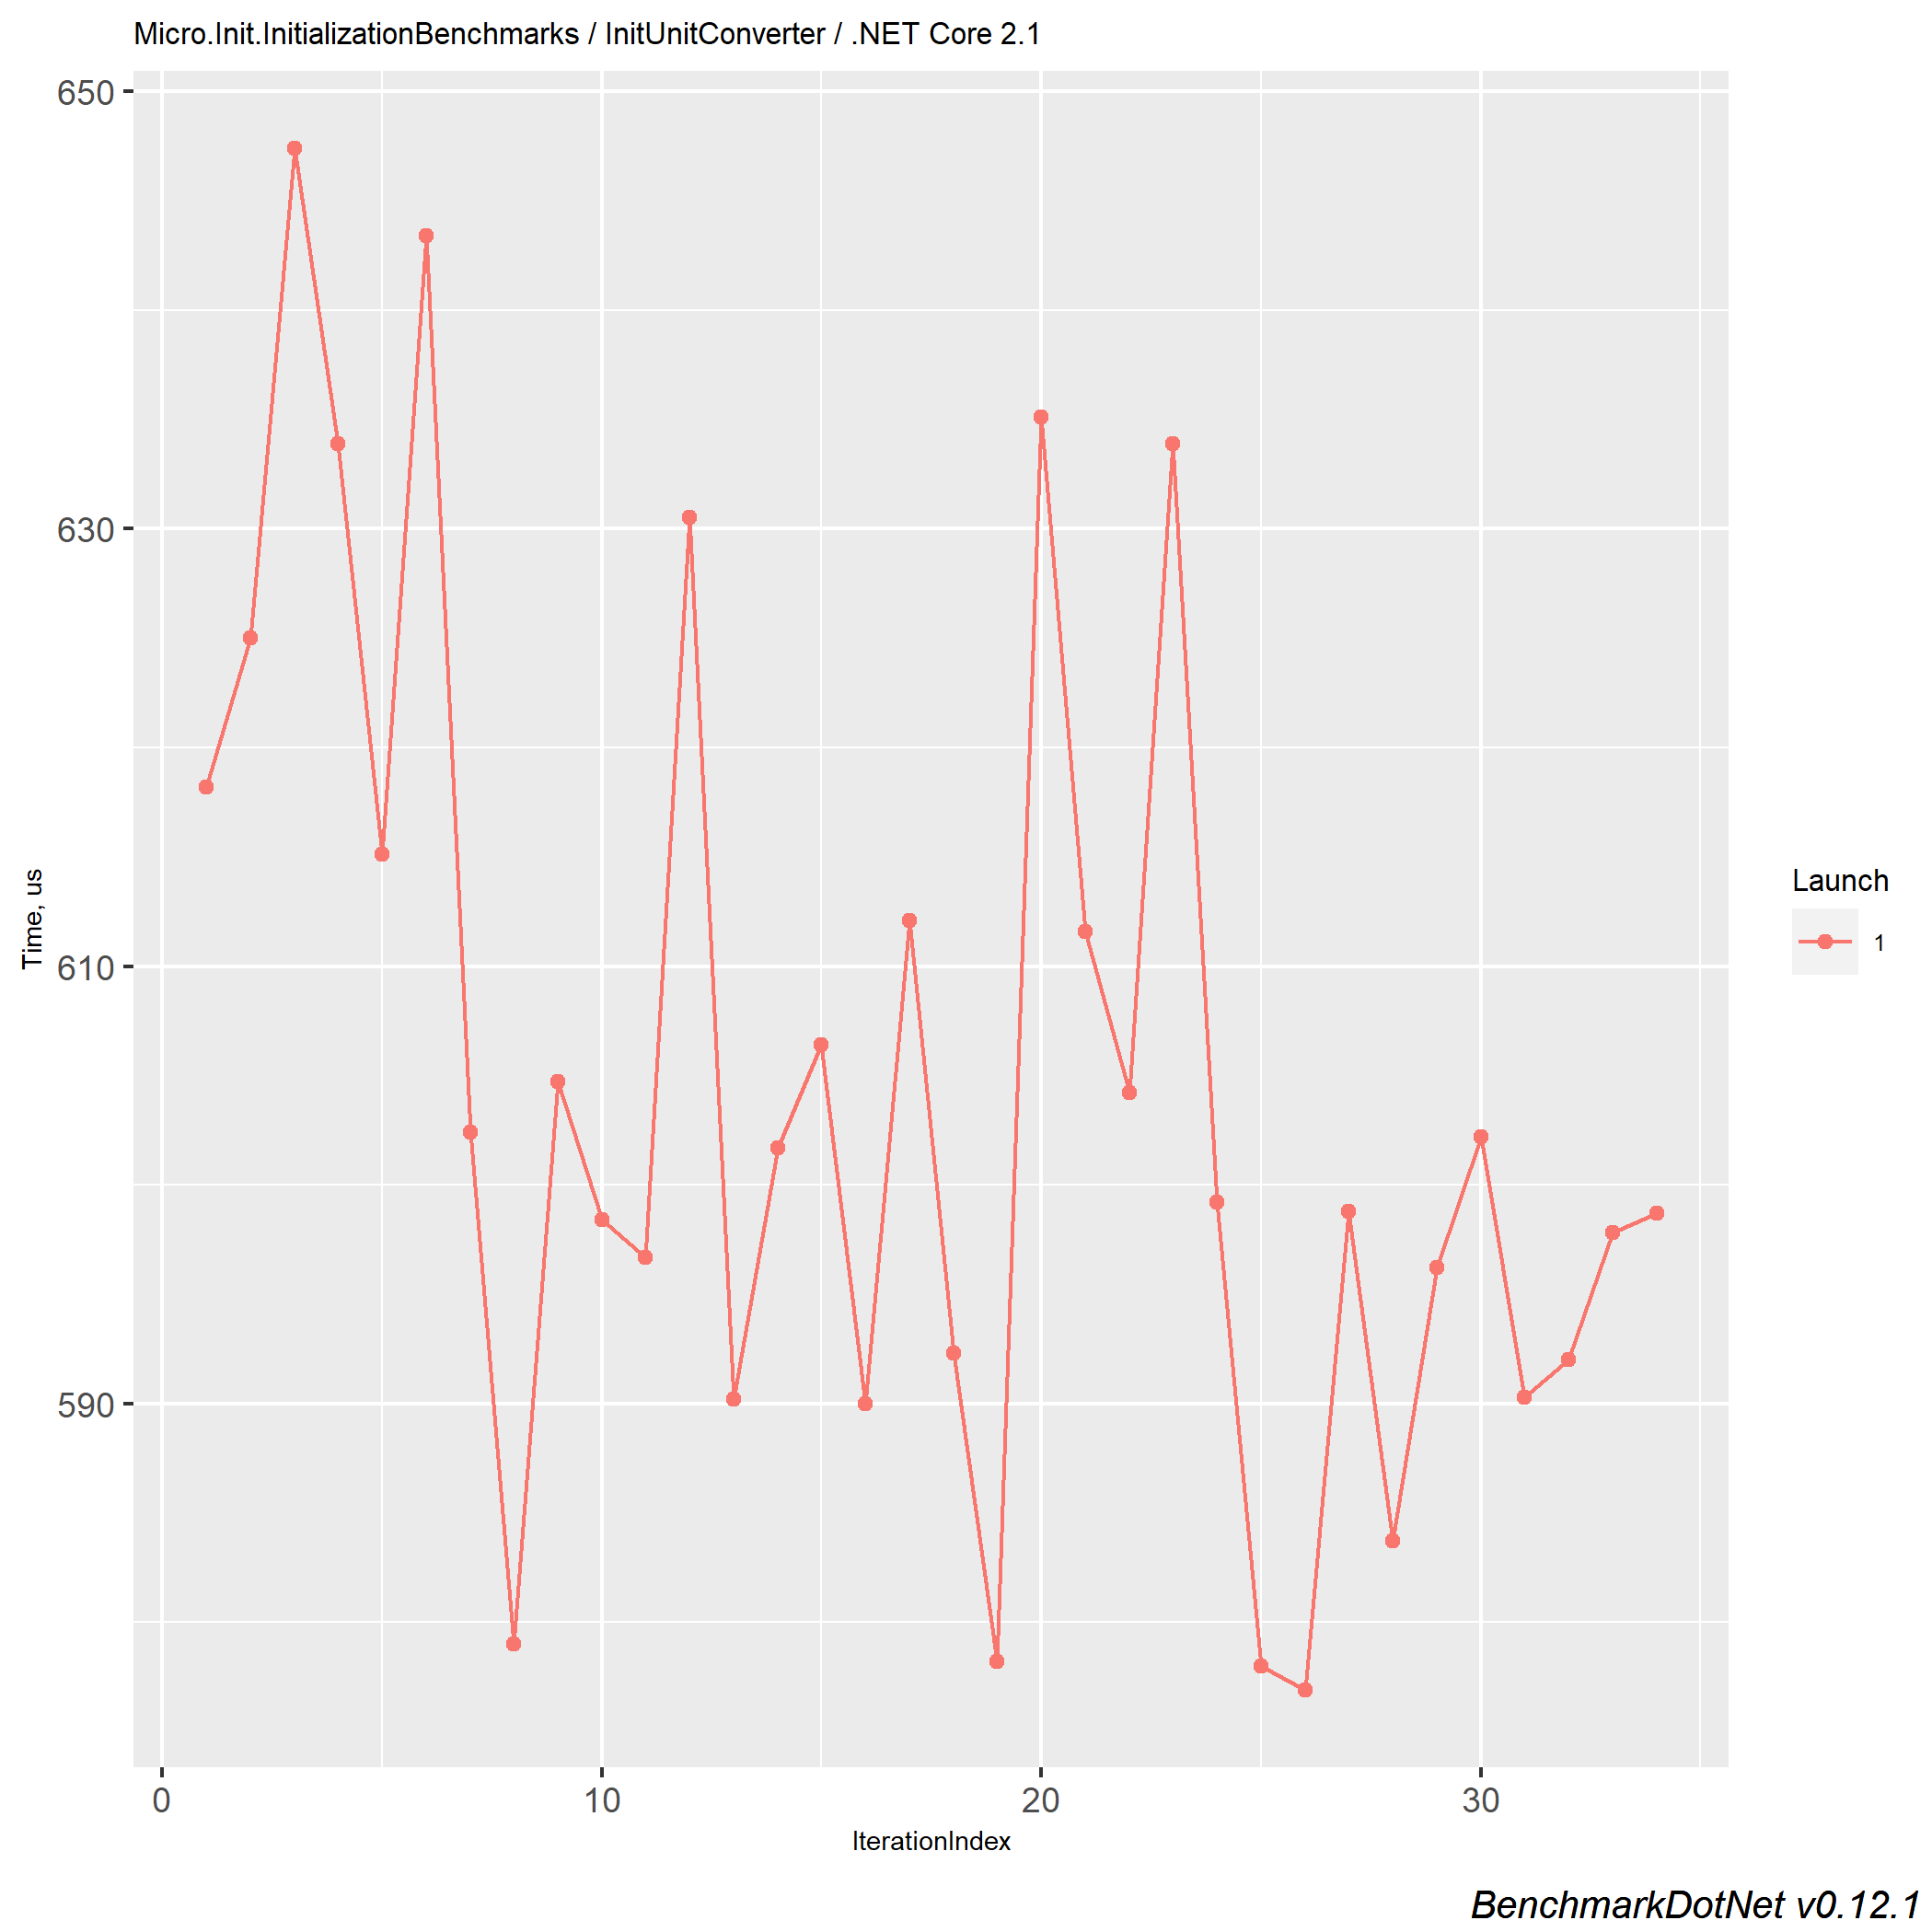 Micro.Init.InitializationBenchmarks / InitUnitConverter / .NET Core 2.1
650
630
610
590
Time, us
0 10 20 30
IterationIndex
Launch
1
BenchmarkDotNet v0.12.1